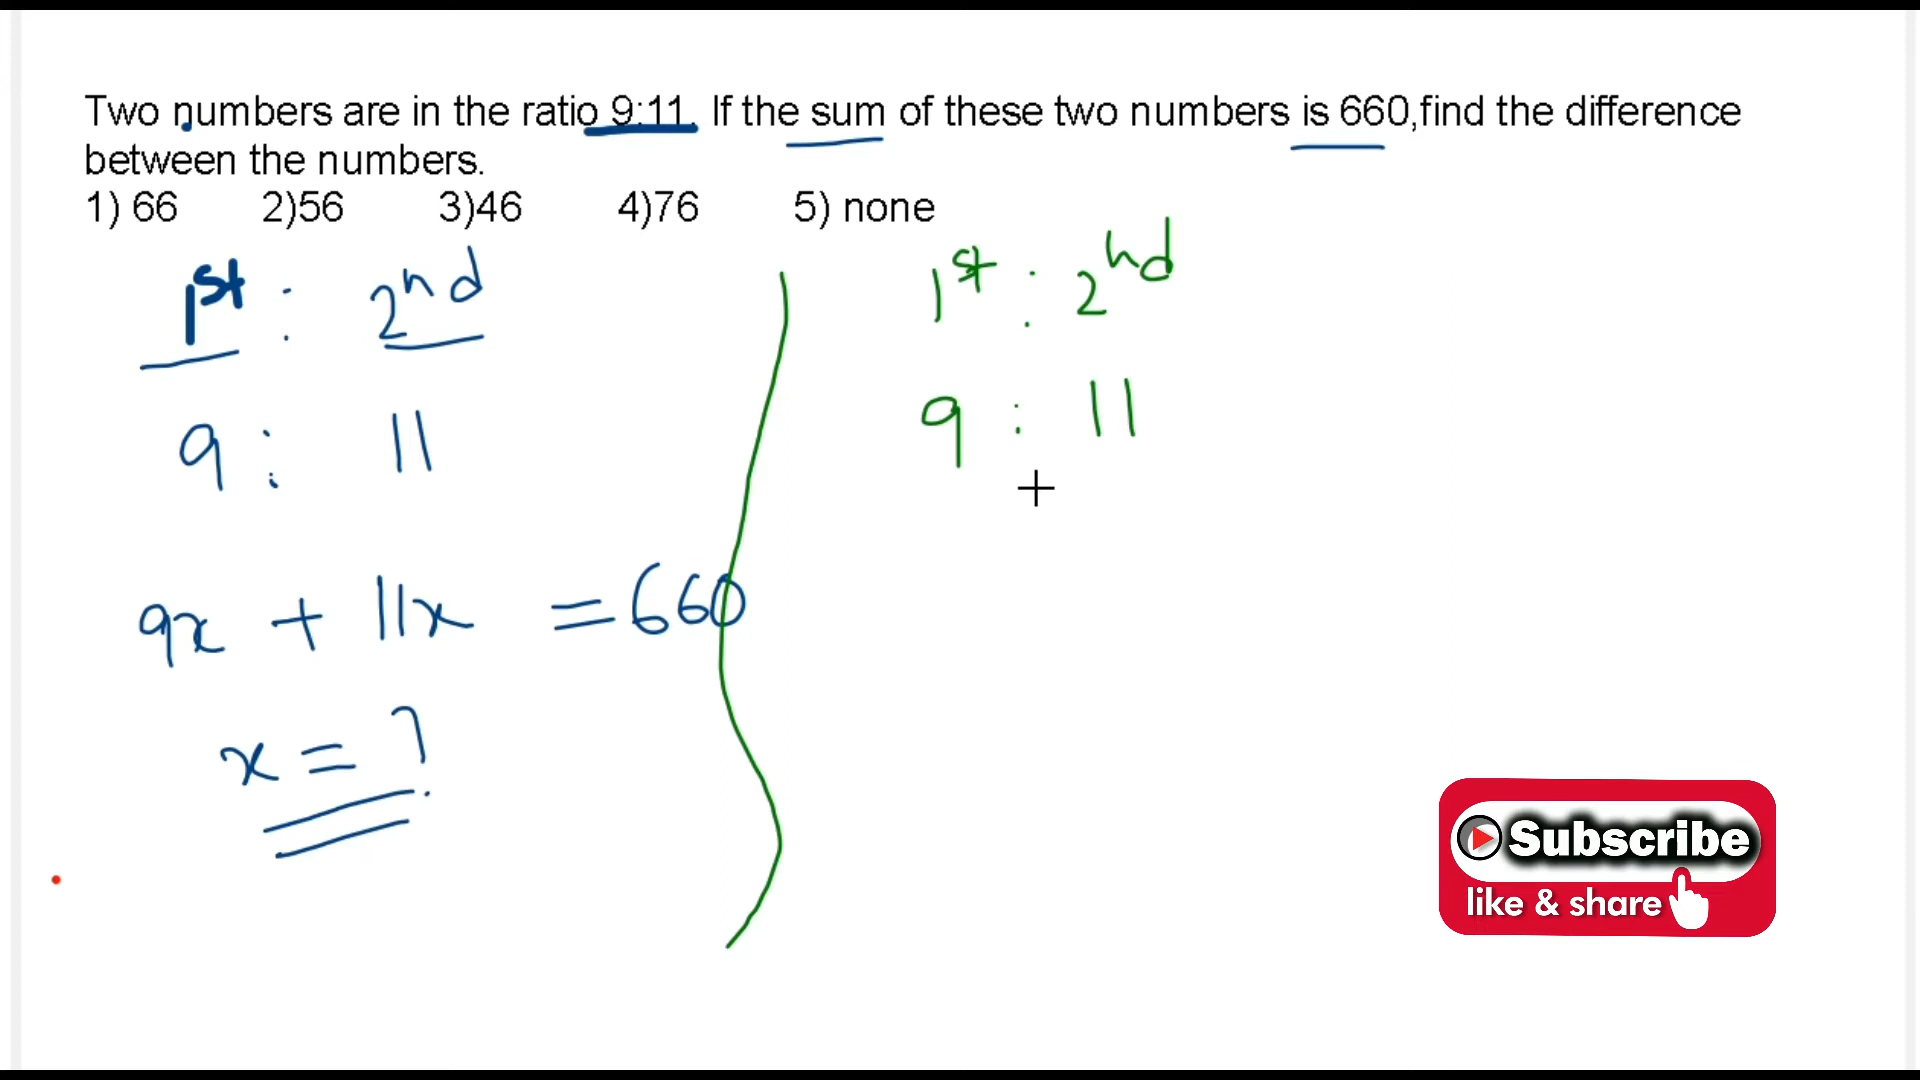 Two numbers are in the ratio 9:11. If the sum of these two numbers is 660,find the difference
between the numbers.
1) 66 2)56 3)46 4)76 5) none
1st : 2nd
9 : 11
9x + 11x = 660
x = ?
1st : 2nd
9 : 11
Subscribe
like & share